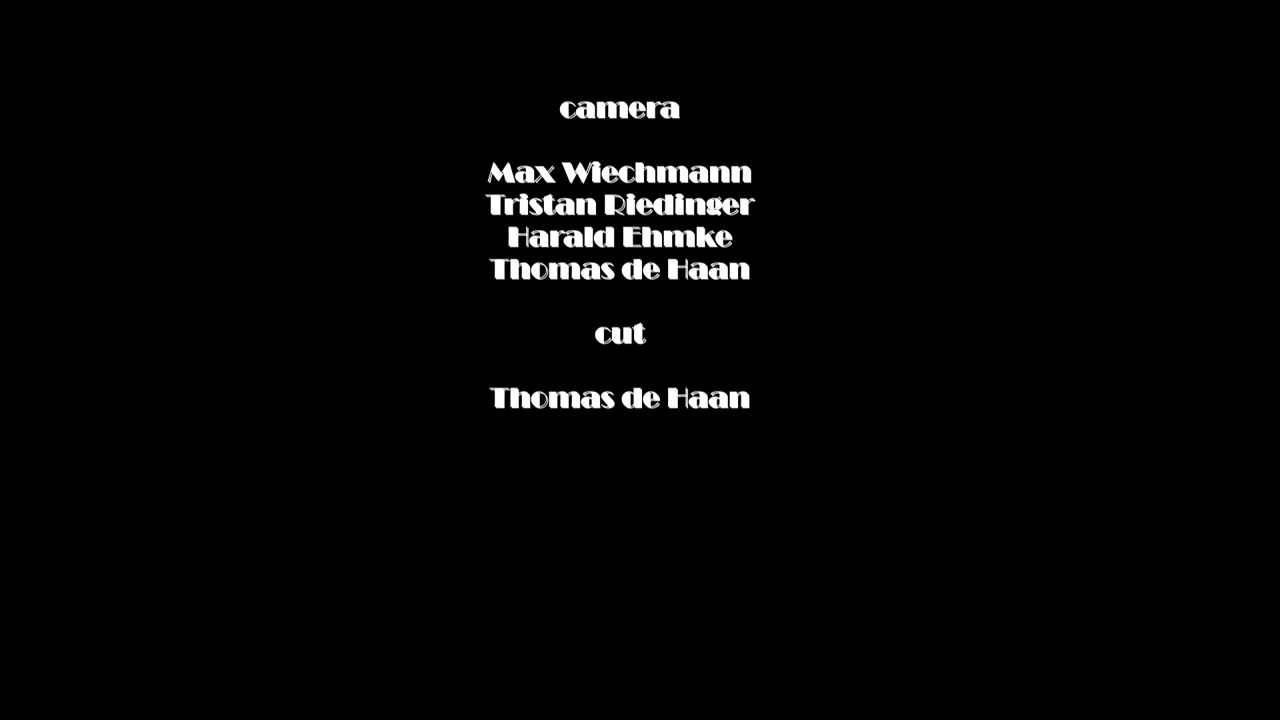 camera
Max Wiechmann
Tristan Riedinger
Harald Ehmke
Thomas de Haan
cut
Thomas de Haan